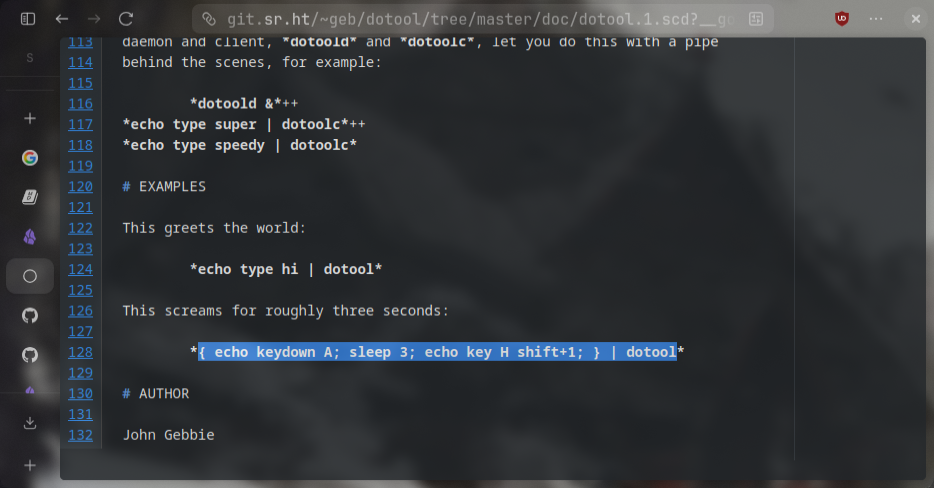 git.sr.ht/~geb/dotool/tree/master/doc/dotool.1.scd?__go
UD
S
113 daemon and client, *dotoold* and *dotoolc*, let you do this with a pipe
114 behind the scenes, for example:
115
116 *dotoold &*++
117 *echo type super | dotoolc*++
118 *echo type speedy | dotoolc*
119
120 # EXAMPLES
121
122 This greets the world:
123
124 *echo type hi | dotool*
125
126 This screams for roughly three seconds:
127
128 *{ echo keydown A; sleep 3; echo key H shift+1; } | dotool*
129
130 # AUTHOR
131
132 John Gebbie